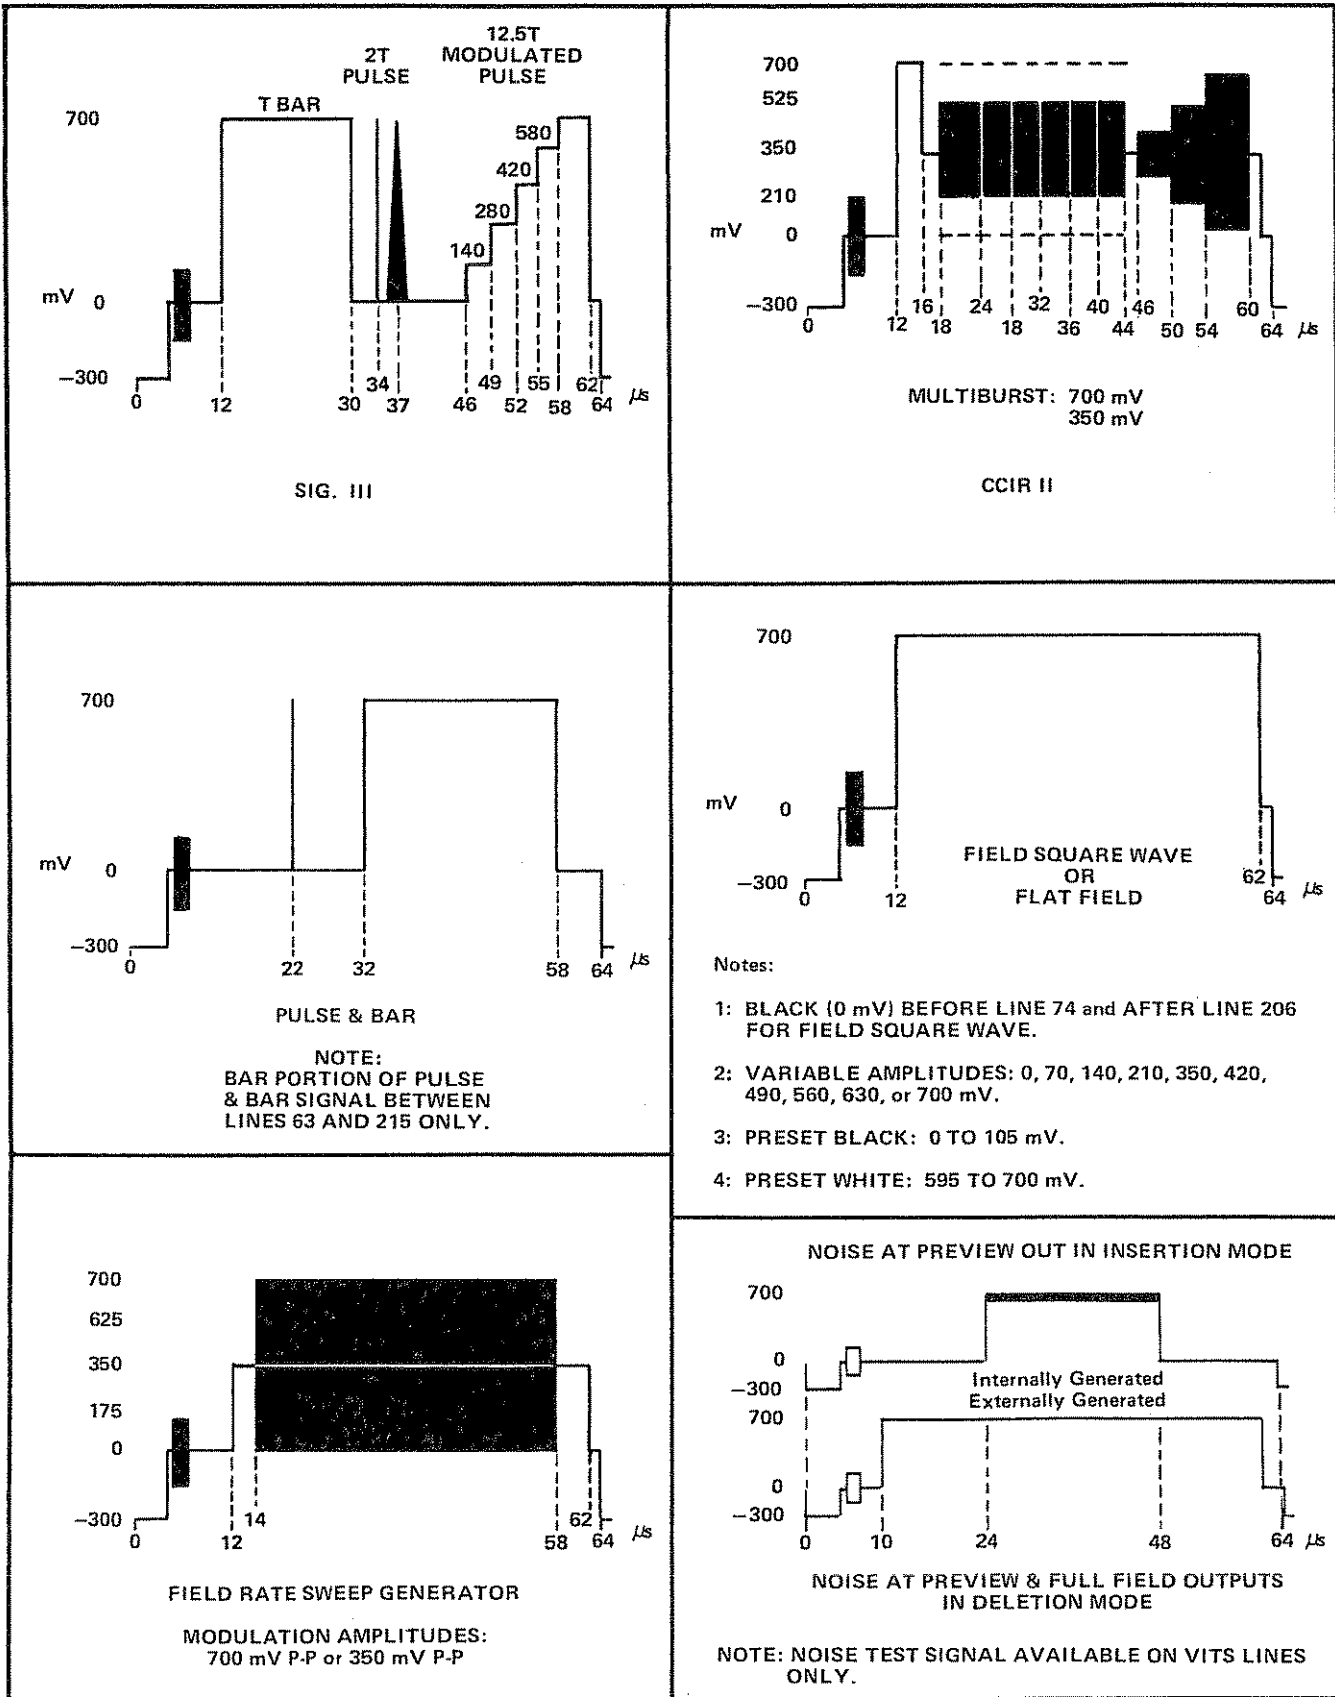 2T
PULSE
12.5T
MODULATED
PULSE
T BAR
700
580
420
280
140
mV 0
−300
0 12 30 34 37 46 49 52 55 58 62 64 μs
SIG. III
700
525
350
210
mV 0
−300
0 12 16 18 24 18 32 36 40 44 46 50 54 60 64 μs
MULTIBURST: 700 mV
350 mV
CCIR II
700
mV 0
−300
0 22 32 58 64 μs
PULSE & BAR
NOTE:
BAR PORTION OF PULSE
& BAR SIGNAL BETWEEN
LINES 63 AND 215 ONLY.
700
mV 0
−300
0 12 62 64 μs
FIELD SQUARE WAVE
OR
FLAT FIELD
Notes:
1: BLACK (0 mV) BEFORE LINE 74 and AFTER LINE 206
FOR FIELD SQUARE WAVE.
2: VARIABLE AMPLITUDES: 0, 70, 140, 210, 350, 420,
490, 560, 630, or 700 mV.
3: PRESET BLACK: 0 TO 105 mV.
4: PRESET WHITE: 595 TO 700 mV.
700
625
350
175
0
−300
0 12 14 58 62 64 μs
FIELD RATE SWEEP GENERATOR
MODULATION AMPLITUDES:
700 mV P-P or 350 mV P-P
NOISE AT PREVIEW OUT IN INSERTION MODE
700
0
−300
Internally Generated
Externally Generated
700
0
−300
0 10 24 48 64 μs
NOISE AT PREVIEW & FULL FIELD OUTPUTS
IN DELETION MODE
NOTE: NOISE TEST SIGNAL AVAILABLE ON VITS LINES
ONLY.